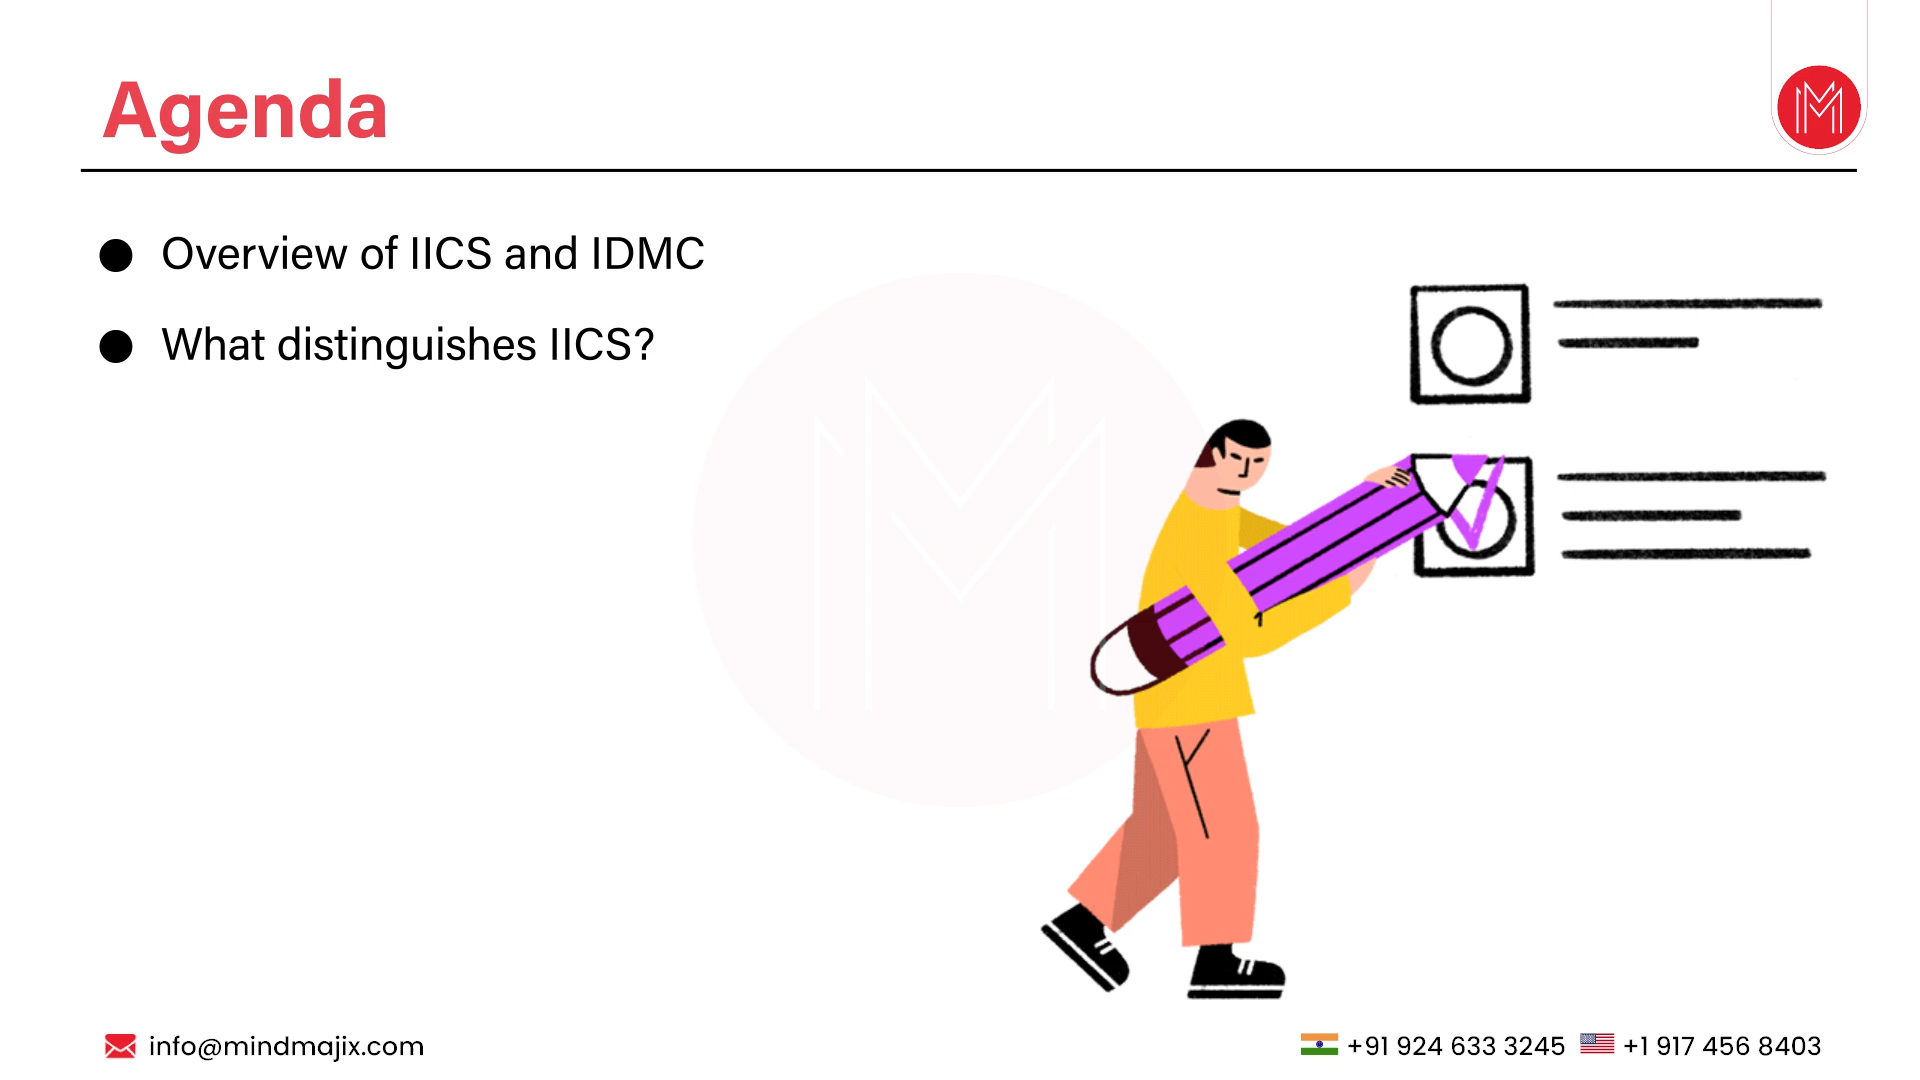 Agenda
● Overview of IICS and IDMC
● What distinguishes IICS?
info@mindmajix.com
+91 924 633 3245 +1 917 456 8403